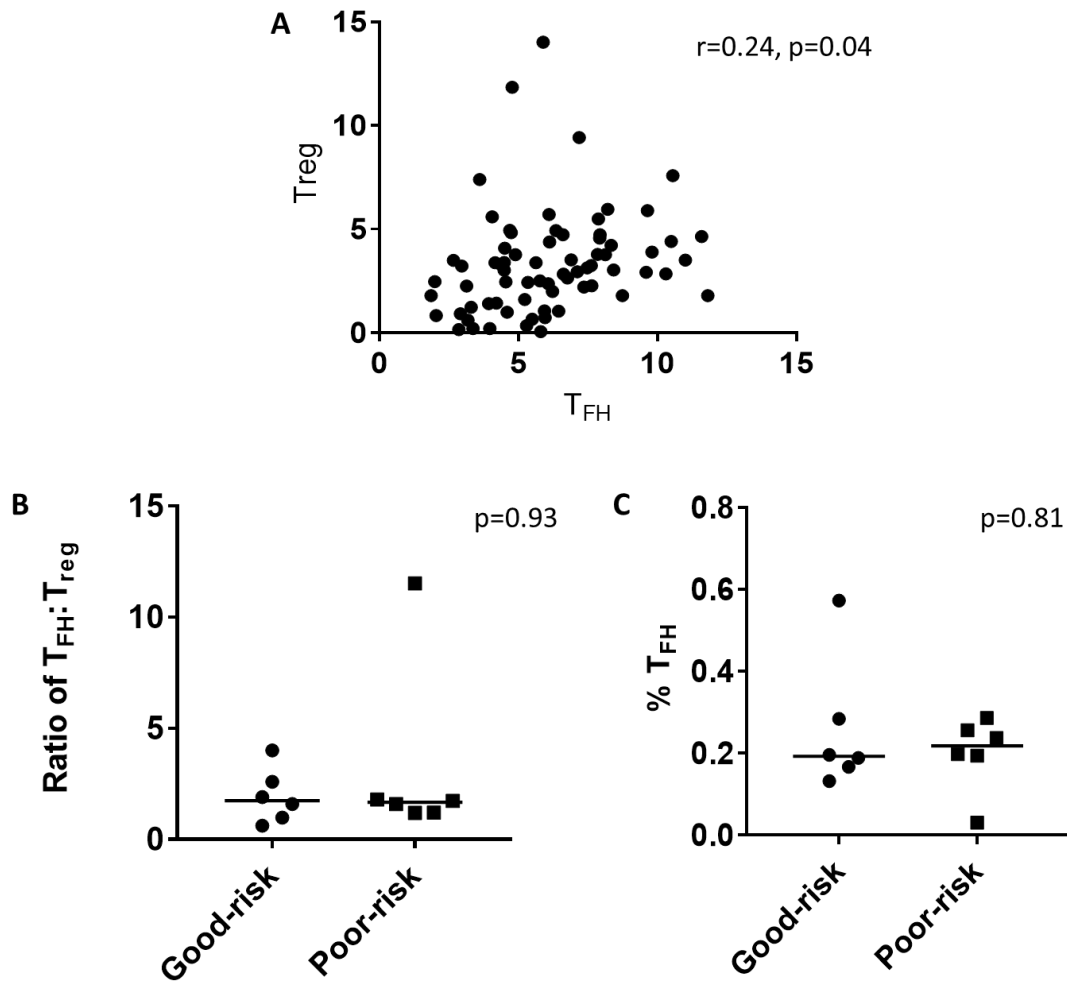 A
r=0.24, p=0.04
Treg
15
10
5
0
0 5 10 15
TFH
B
p=0.93
Ratio of TFH:Treg
15
10
5
0
Good-risk
Poor-risk
C
p=0.81
% TFH
0.8
0.6
0.4
0.2
0.0
Good-risk
Poor-risk